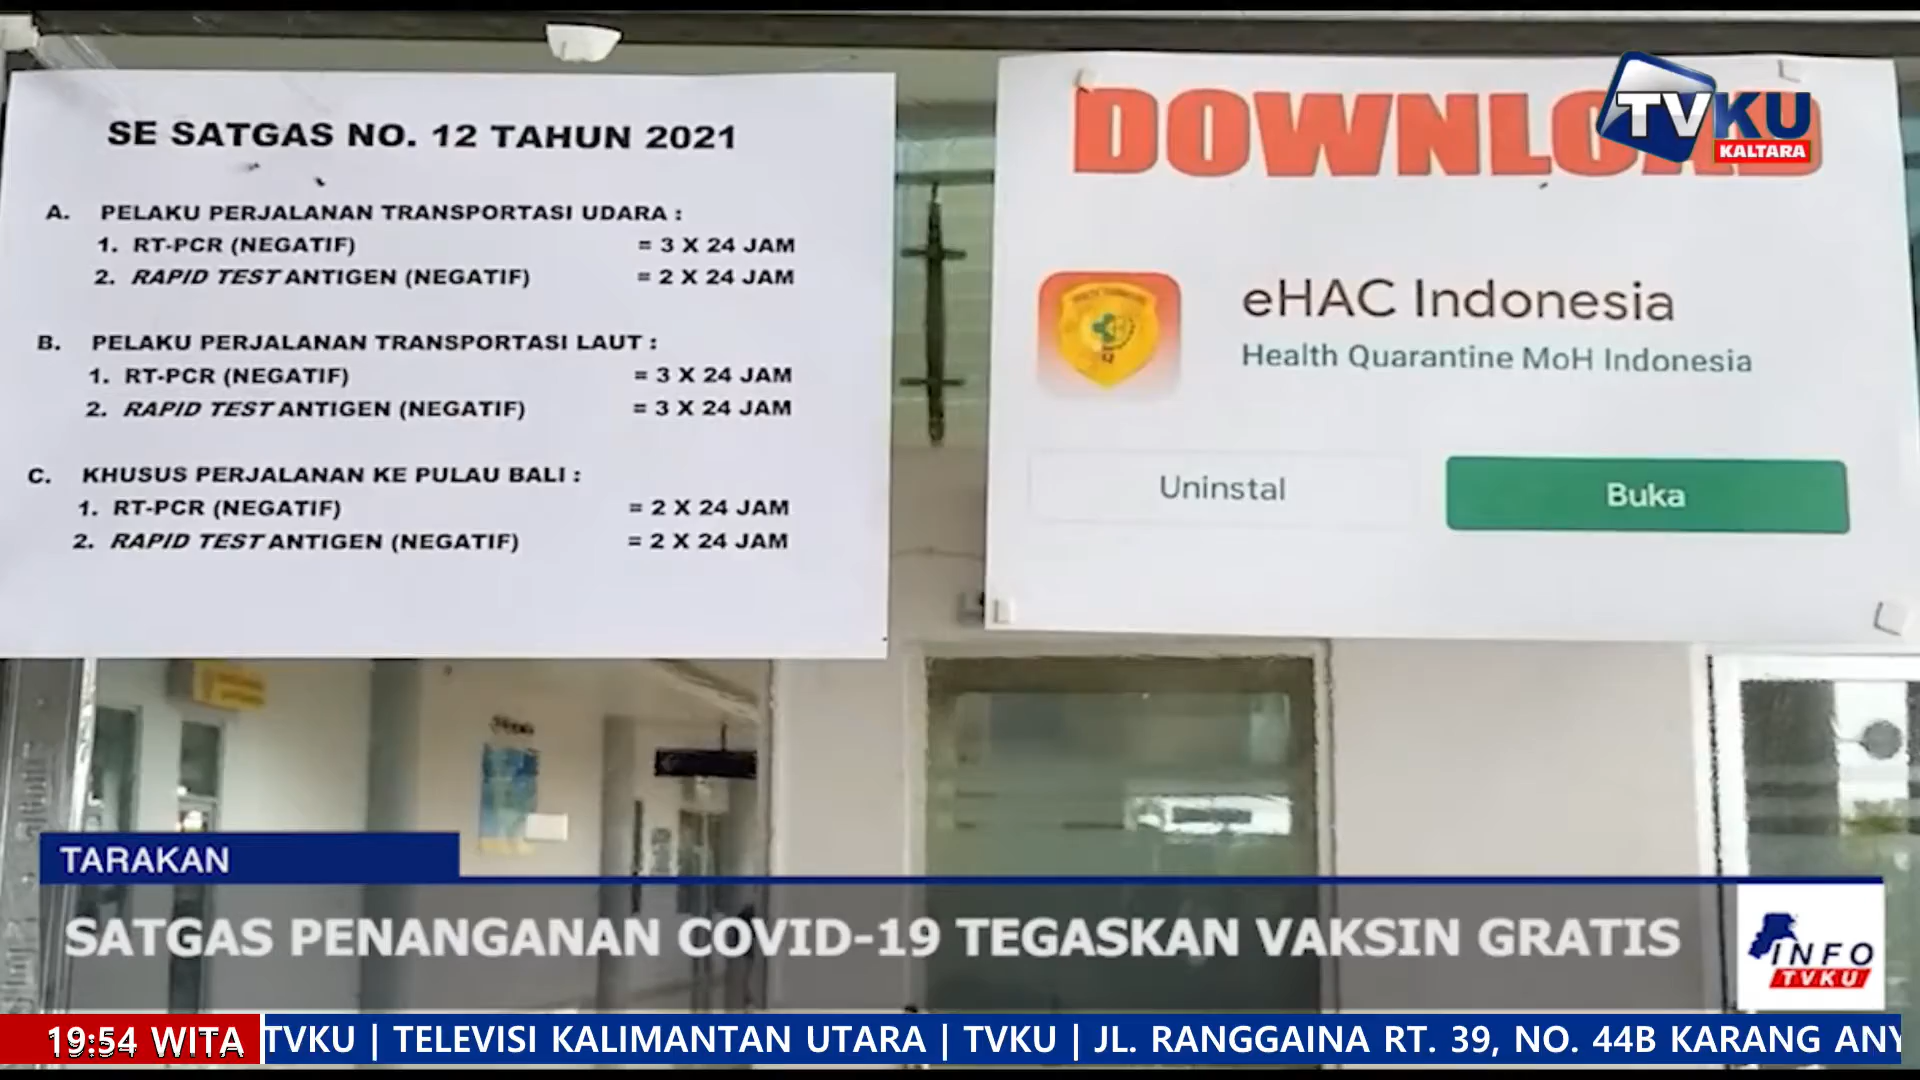 SE SATGAS NO. 12 TAHUN 2021
A. PELAKU PERJALANAN TRANSPORTASI UDARA :
1. RT-PCR (NEGATIF) = 3 X 24 JAM
2. RAPID TEST ANTIGEN (NEGATIF) = 2 X 24 JAM
B. PELAKU PERJALANAN TRANSPORTASI LAUT :
1. RT-PCR (NEGATIF) = 3 X 24 JAM
2. RAPID TEST ANTIGEN (NEGATIF) = 3 X 24 JAM
C. KHUSUS PERJALANAN KE PULAU BALI :
1. RT-PCR (NEGATIF) = 2 X 24 JAM
2. RAPID TEST ANTIGEN (NEGATIF) = 2 X 24 JAM
DOWNLOAD
TVKU
KALTARA
eHAC Indonesia
Health Quarantine MoH Indonesia
Uninstal
Buka
TARAKAN
SATGAS PENANGANAN COVID-19 TEGASKAN VAKSIN GRATIS
INFO
TVKU
19:54 WITA
TVKU | TELEVISI KALIMANTAN UTARA | TVKU | JL. RANGGAINA RT. 39, NO. 44B KARANG ANY